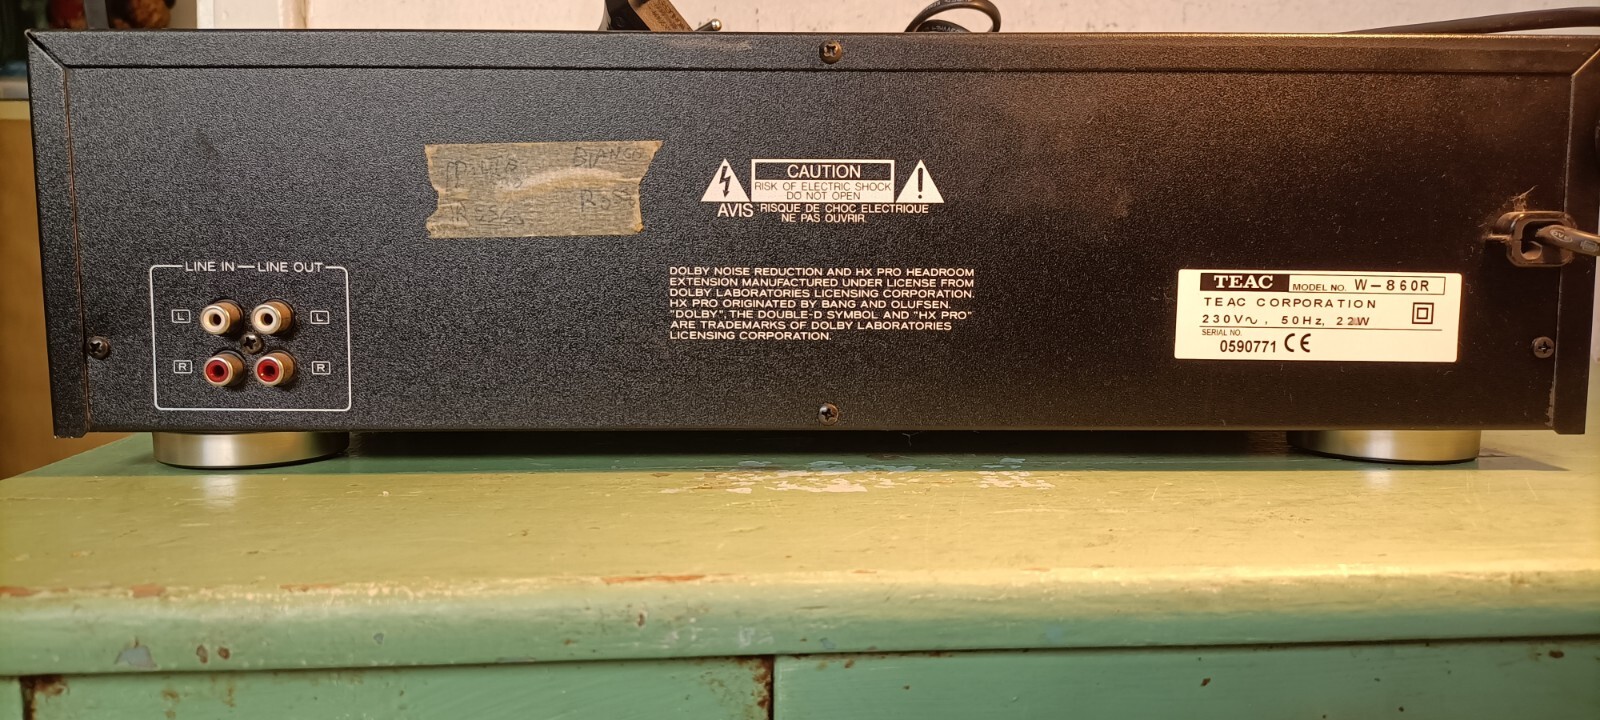 BIANCO
CAUTION
RISK OF ELECTRIC SHOCK
DO NOT OPEN
AVIS RISQUE DE CHOC ELECTRIQUE
NE PAS OUVRIR.
LINE IN LINE OUT
L L
R R
DOLBY NOISE REDUCTION AND HX PRO HEADROOM
EXTENSION MANUFACTURED UNDER LICENSE FROM
DOLBY LABORATORIES LICENSING CORPORATION.
HX PRO ORIGINATED BY BANG AND OLUFSEN.
"DOLBY", THE DOUBLE-D SYMBOL AND "HX PRO"
ARE TRADEMARKS OF DOLBY LABORATORIES
LICENSING CORPORATION.
TEAC MODEL NO. W-860R
TEAC CORPORATION
230V~, 50Hz, 22W
SERIAL NO.
0590771 CE